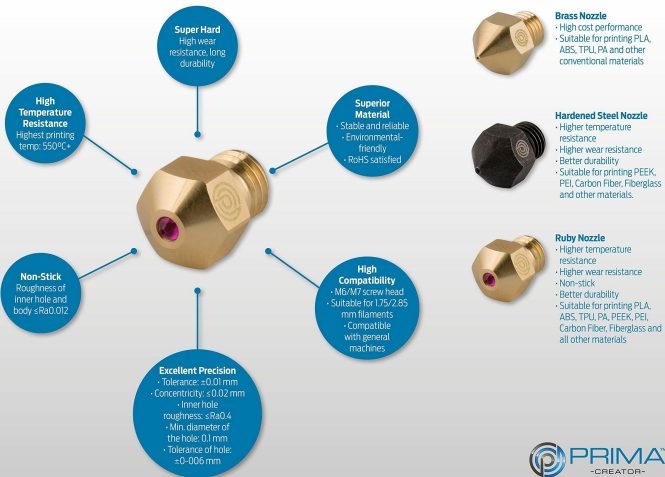 Super Hard
High wear
resistance, long
durability
High
Temperature
Resistance
Highest printing
temp: 550ºC+
Superior
Material
• Stable and reliable
• Environmental-
friendly
• RoHS satisfied
Non-Stick
Roughness of
inner hole and
body ≤Ra0.012
High
Compatibility
• M6/M7 screw head
• Suitable for 1.75/2.85
mm filaments
• Compatible
with general
machines
Excellent Precision
• Tolerance: ±0.01 mm
• Concentricity: ≤0.02 mm
• Inner hole
roughness: ≤Ra0.4
• Min. diameter of
the hole: 0.1 mm
• Tolerance of hole:
±0-006 mm
Brass Nozzle
• High cost performance
• Suitable for printing PLA,
ABS, TPU, PA and other
conventional materials
Hardened Steel Nozzle
• Higher temperature
resistance
• Higher wear resistance
• Better durability
• Suitable for printing PEEK,
PEI, Carbon Fiber, Fiberglass
and other materials.
Ruby Nozzle
• Higher temperature
resistance
• Higher wear resistance
• Non-stick
• Better durability
• Suitable for printing PLA,
ABS, TPU, PA, PEEK, PEI,
Carbon Fiber, Fiberglass and
all other materials
PRIMA™
-CREATOR-